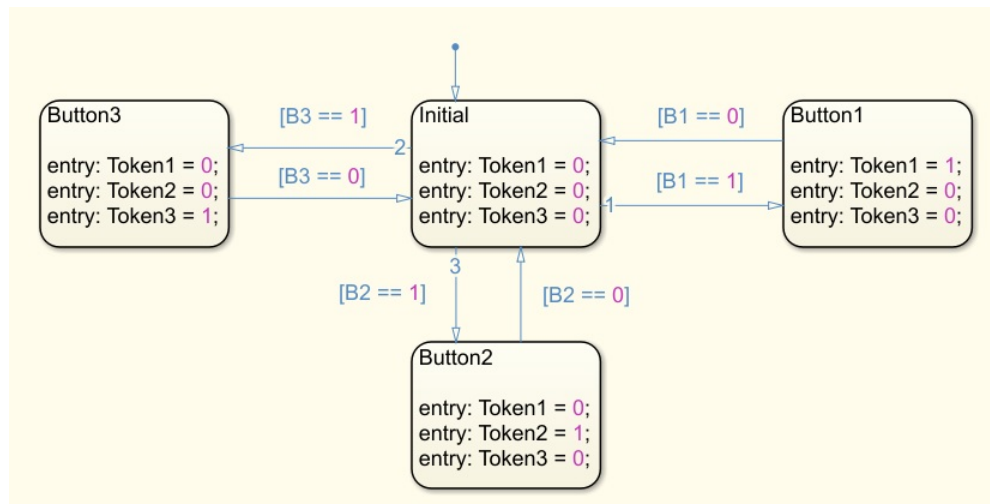 Button3
entry: Token1 = 0;
entry: Token2 = 0;
entry: Token3 = 1;
[B3 == 1]
2
[B3 == 0]
Initial
entry: Token1 = 0;
entry: Token2 = 0;
entry: Token3 = 0;
[B1 == 0]
[B1 == 1]
1
Button1
entry: Token1 = 1;
entry: Token2 = 0;
entry: Token3 = 0;
3
[B2 == 1]
[B2 == 0]
Button2
entry: Token1 = 0;
entry: Token2 = 1;
entry: Token3 = 0;